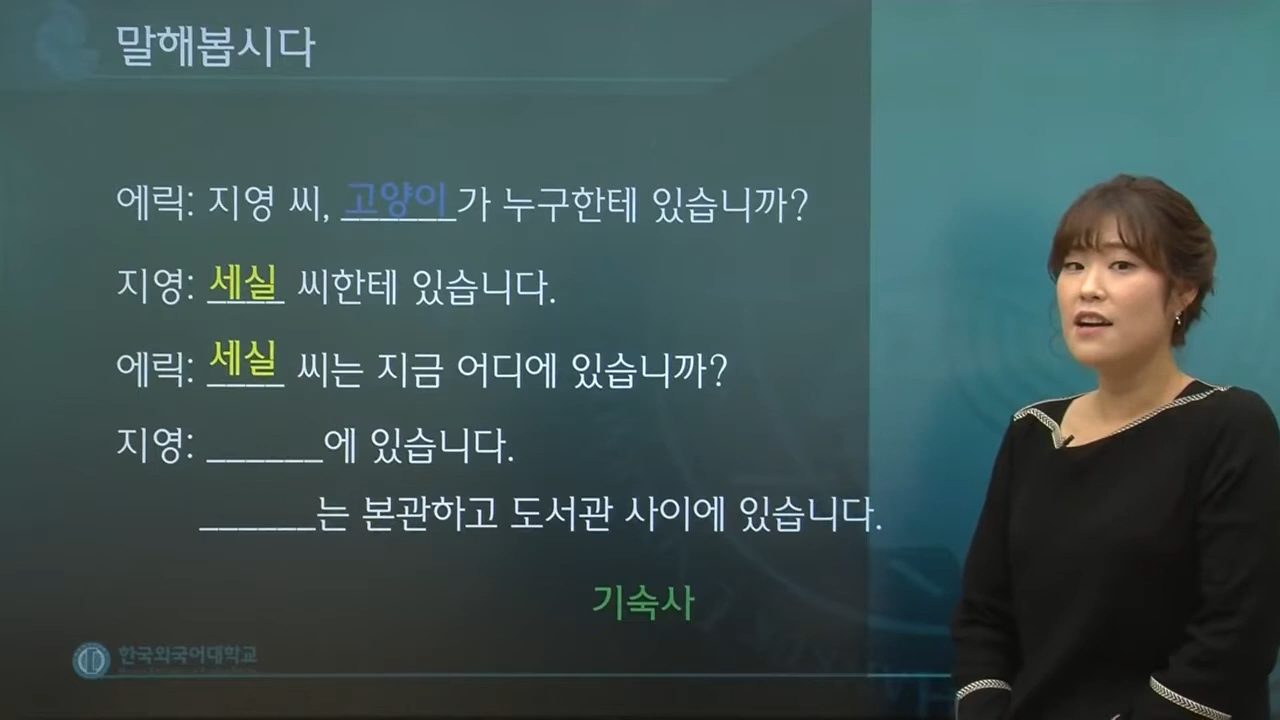 말해봅시다
에릭: 지영 씨, 고양이가 누구한테 있습니까?
지영: 세실 씨한테 있습니다.
에릭: 세실 씨는 지금 어디에 있습니까?
지영: ______에 있습니다.
______는 본관하고 도서관 사이에 있습니다.
기숙사
한국외국어대학교